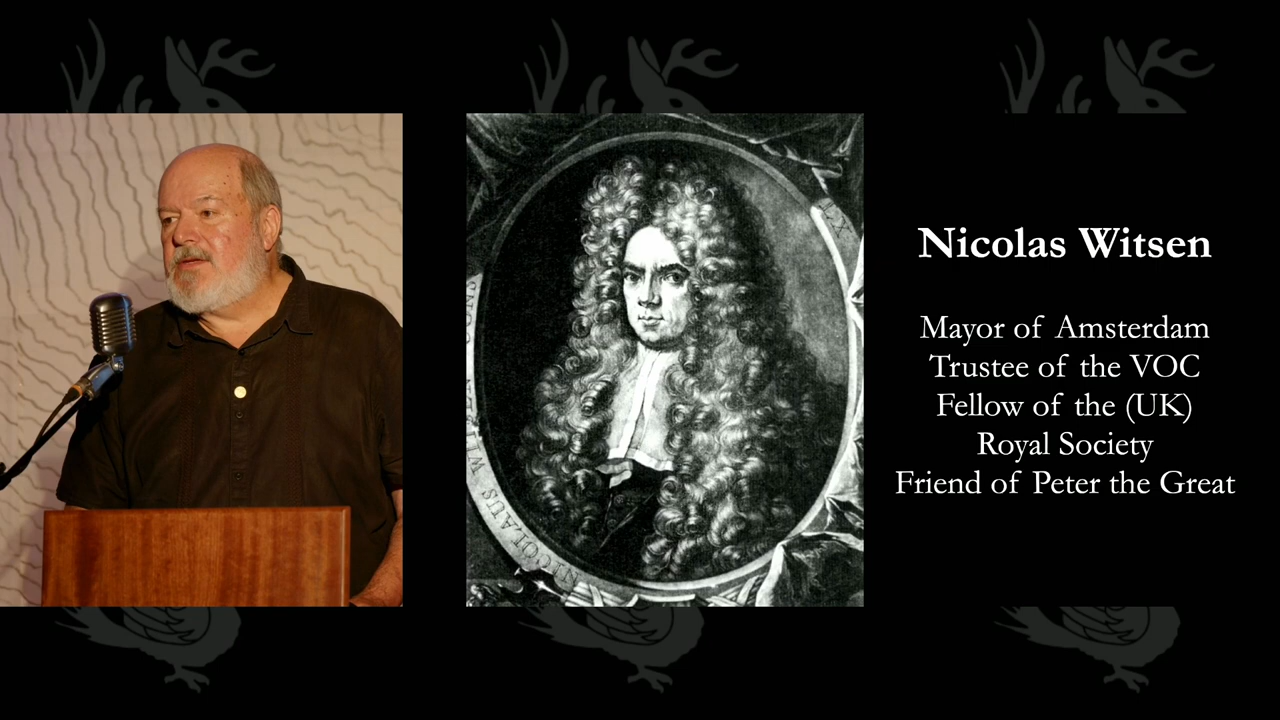 Nicolas Witsen
Mayor of Amsterdam
Trustee of the VOC
Fellow of the (UK)
Royal Society
Friend of Peter the Great
NICOLAUS